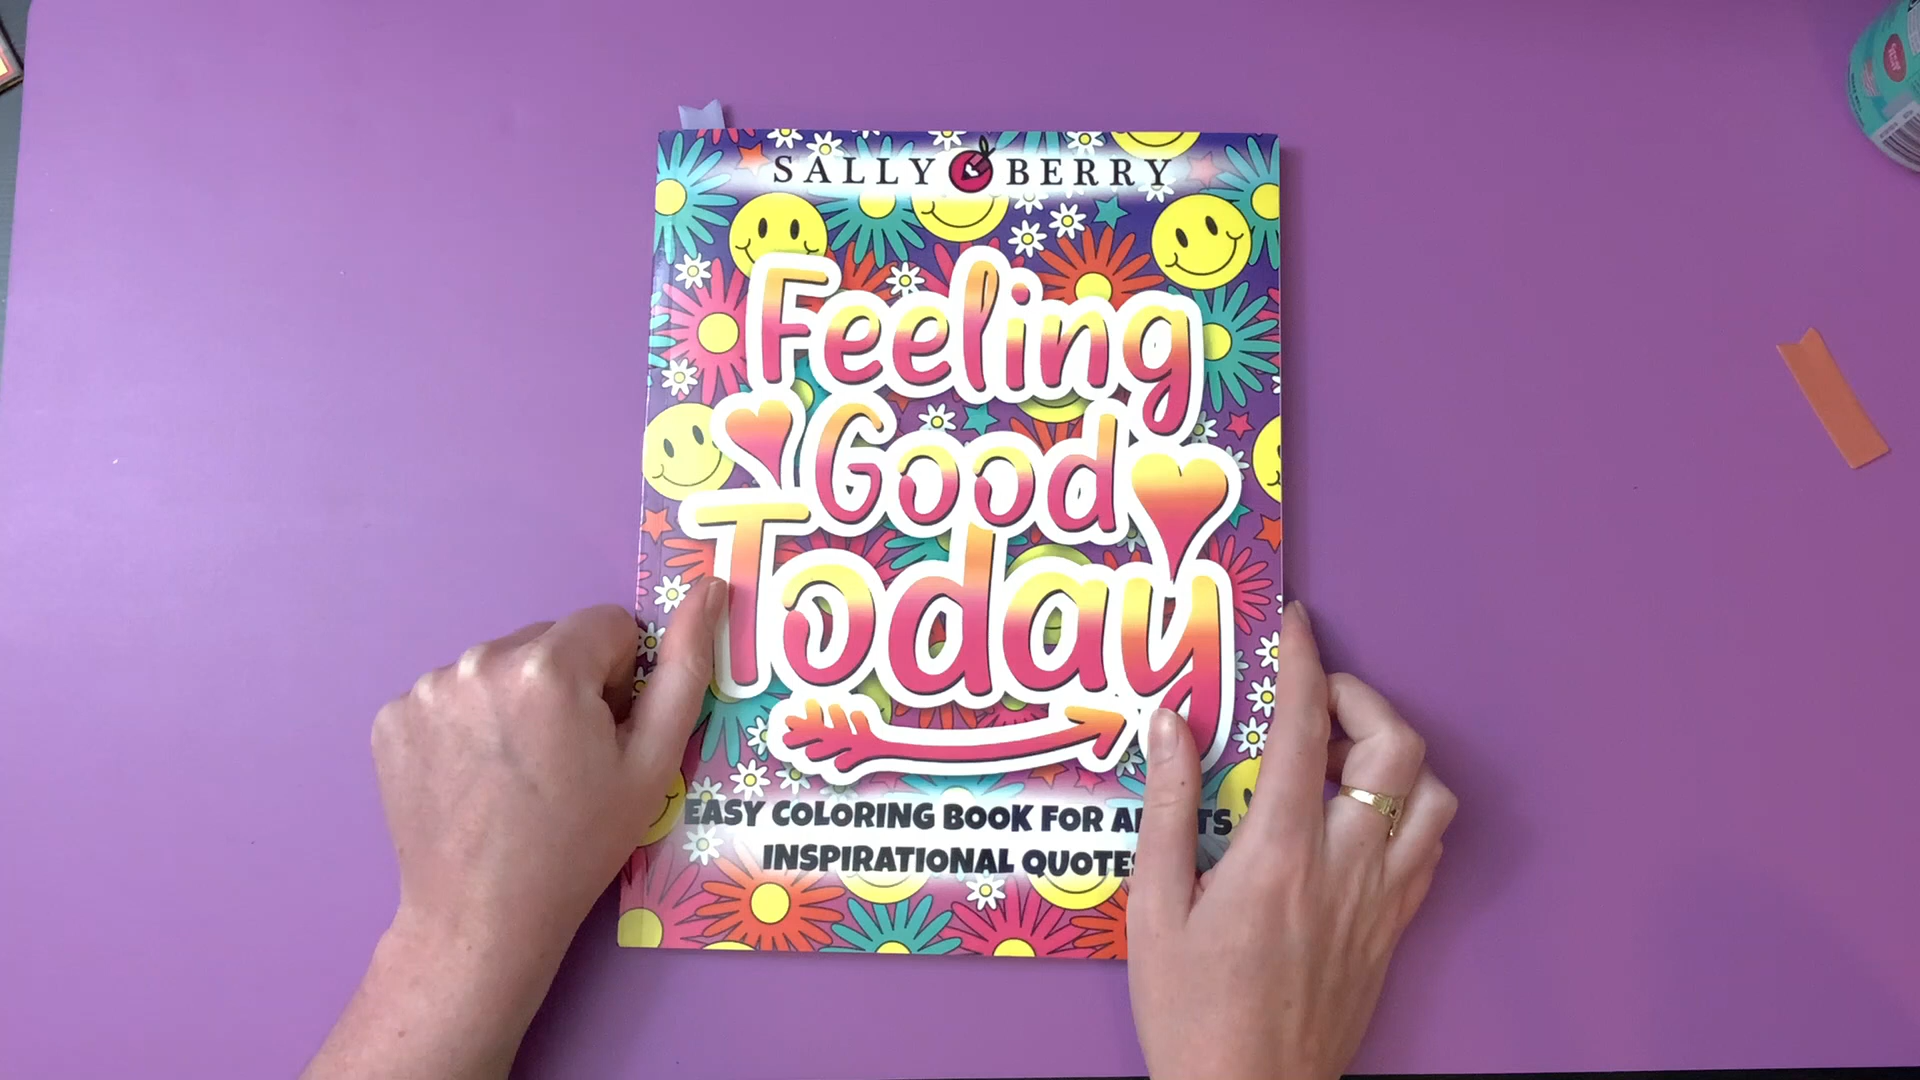 SALLY BERRY
Feeling
Good
Today
EASY COLORING BOOK FOR
INSPIRATIONAL QUOTES